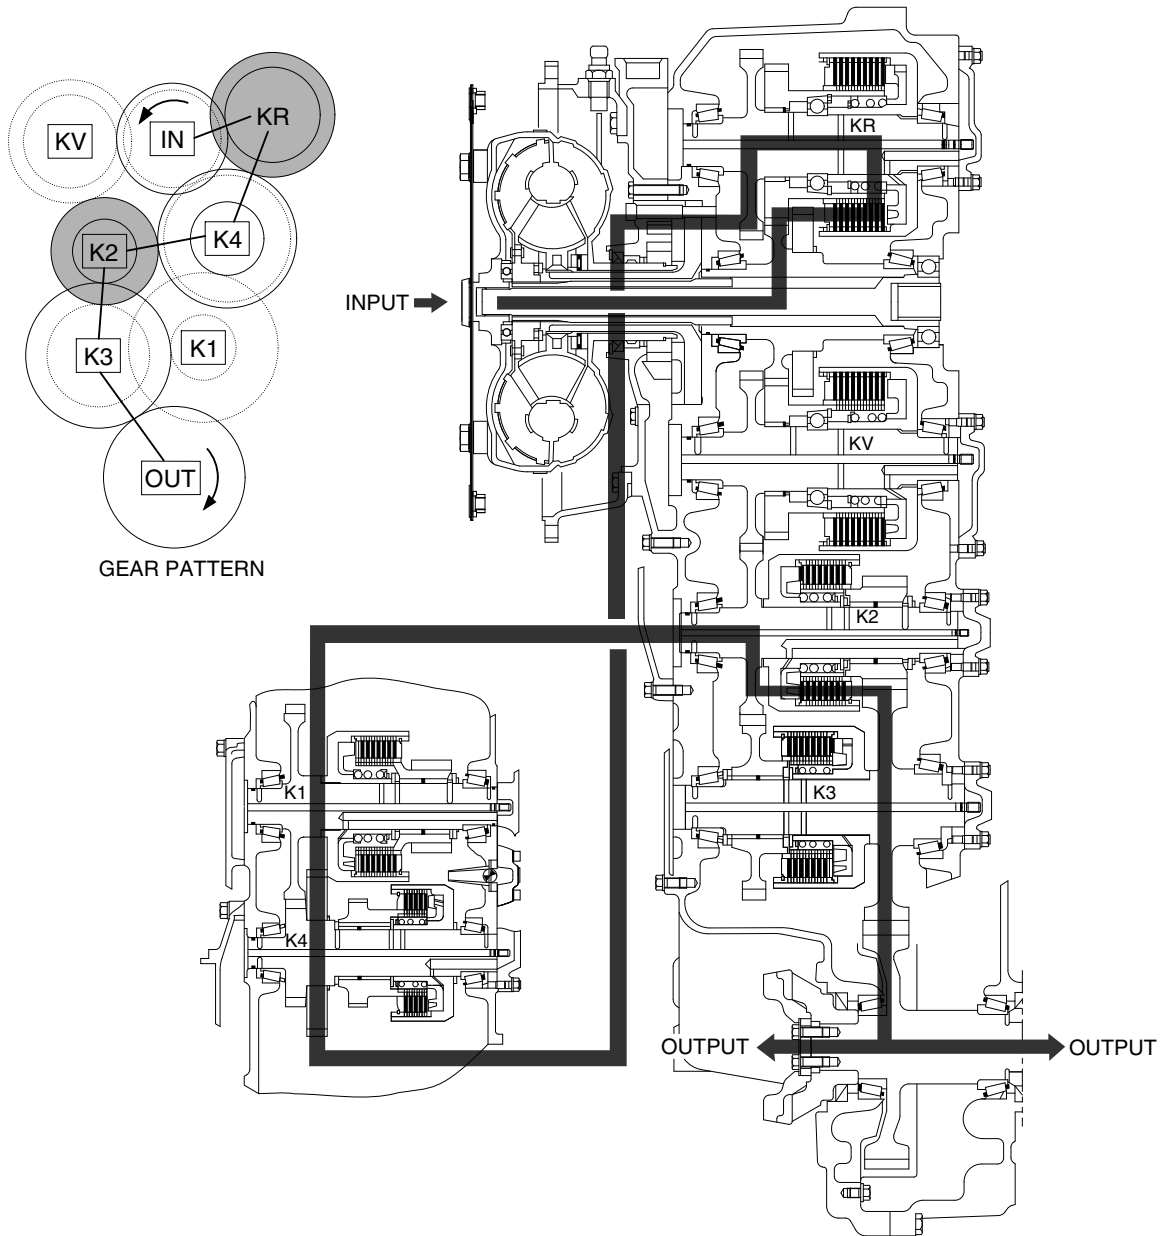 KV
IN
KR
K2
K4
K3
K1
OUT
GEAR PATTERN
INPUT
KR
KV
K2
K3
K1
K4
OUTPUT
OUTPUT